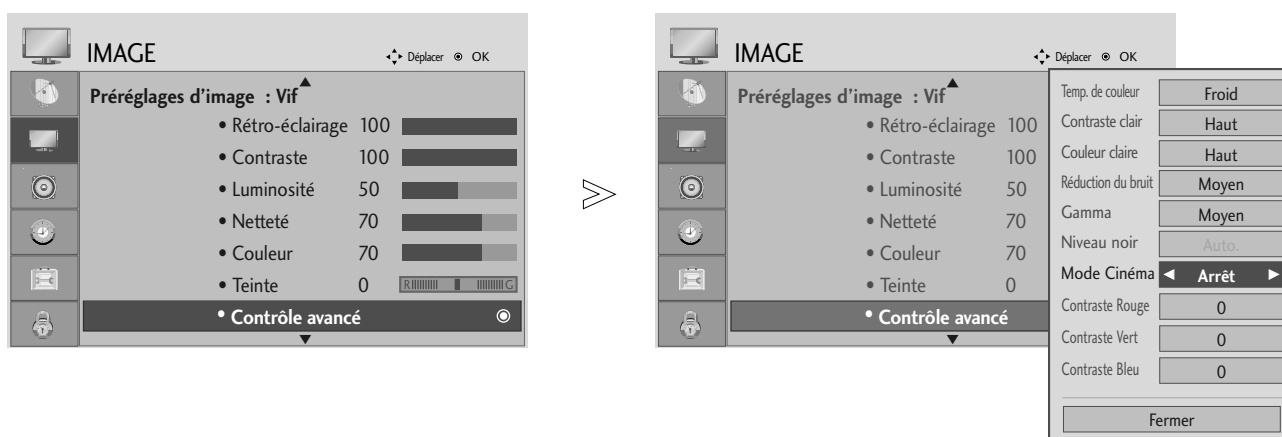 IMAGE
Déplacer OK
Préréglages d'image : Vif
• Rétro-éclairage 100
• Contraste 100
• Luminosité 50
• Netteté 70
• Couleur 70
• Teinte 0 R G
• Contrôle avancé
IMAGE
Déplacer OK
Préréglages d'image : Vif
• Rétro-éclairage 100
• Contraste 100
• Luminosité 50
• Netteté 70
• Couleur 70
• Teinte 0
• Contrôle avancé
Temp. de couleur Froid
Contraste clair Haut
Couleur claire Haut
Réduction du bruit Moyen
Gamma Moyen
Niveau noir Auto.
Mode Cinéma ◄ Arrêt ►
Contraste Rouge 0
Contraste Vert 0
Contraste Bleu 0
Fermer